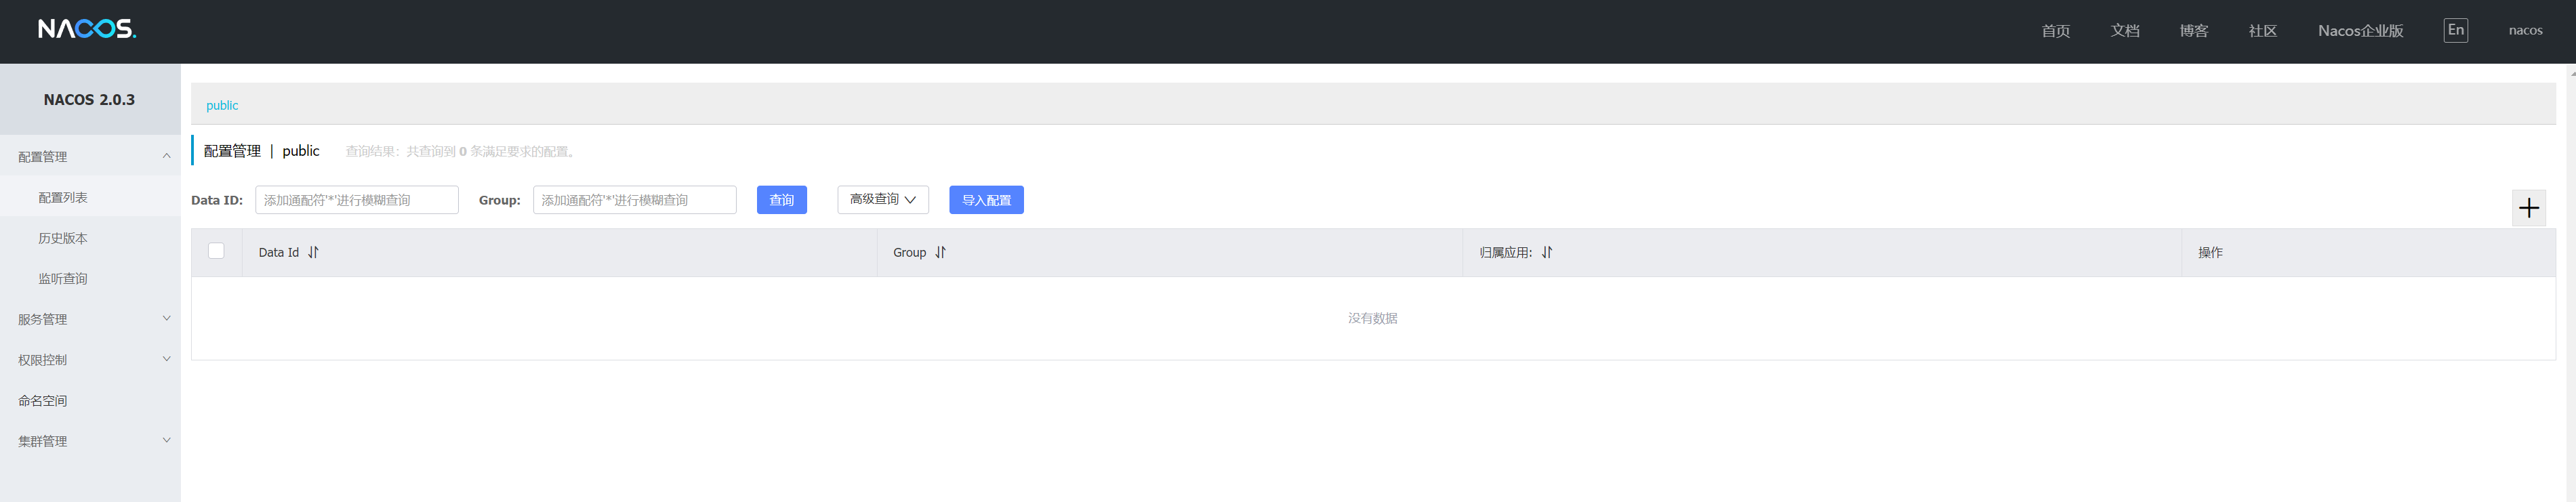 NACOS. 首页 文档 博客 社区 Nacos企业版 En nacos
NACOS 2.0.3
public
配置管理
配置管理 | public 查询结果：共查询到 0 条满足要求的配置。
配置列表
Data ID: 添加通配符'*'进行模糊查询 Group: 添加通配符'*'进行模糊查询 查询 高级查询 导入配置
历史版本
Data Id Group 归属应用: 操作
监听查询
服务管理
没有数据
权限控制
命名空间
集群管理